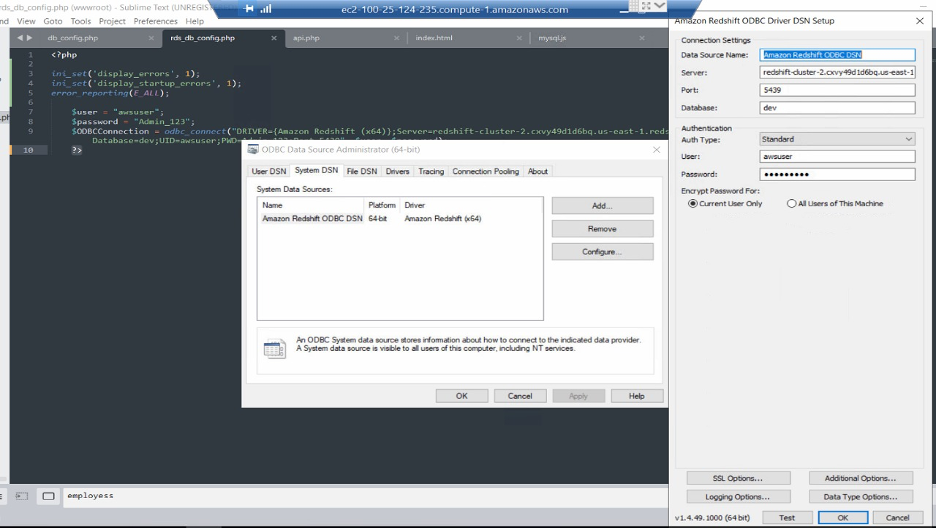 rds_db_config.php (wwwroot) - Sublime Text (UNREGIS
ec2-100-25-124-235.compute-1.amazonaws.com
View Goto Tools Project Preferences Help
db_config.php × rds_db_config.php × api.php × index.html × mysql.js ×
1 <?php
2
3 ini_set('display_errors', 1);
4 ini_set('display_startup_errors', 1);
5 error_reporting(E_ALL);
6
7 $user = "awsuser";
8 $password = "Admin_123";
9 $ODBCConnection = odbc_connect("DRIVER={Amazon Redshift (x64)};Server=redshift-cluster-2.cxvy49d1d6bq.us-east-1.reds
Database=dev;UID=awsuser;PWD=
10 ?>
ODBC Data Source Administrator (64-bit)
User DSN System DSN File DSN Drivers Tracing Connection Pooling About
System Data Sources:
Name Platform Driver
Amazon Redshift ODBC DSN 64-bit Amazon Redshift (x64)
Add...
Remove
Configure...
An ODBC System data source stores information about how to connect to the indicated data provider.
A System data source is visible to all users of this computer, including NT services.
OK Cancel Apply Help
employess
Amazon Redshift ODBC Driver DSN Setup
Connection Settings
Data Source Name: Amazon Redshift ODBC DSN
Server: redshift-cluster-2.cxvy49d1d6bq.us-east-1
Port: 5439
Database: dev
Authentication
Auth Type: Standard
User: awsuser
Password: •••••••••
Encrypt Password For:
Current User Only All Users of This Machine
SSL Options... Additional Options...
Logging Options... Data Type Options...
v1.4.49.1000 (64 bit) Test OK Cancel